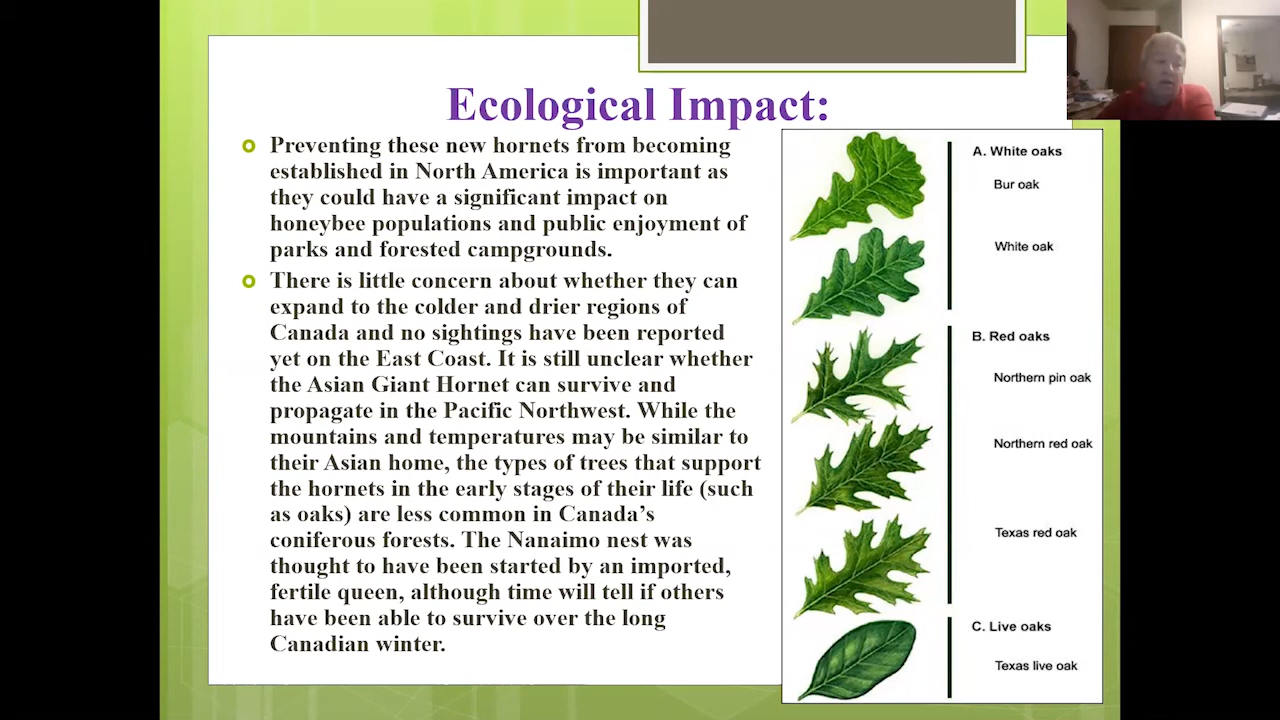 Ecological Impact:
Preventing these new hornets from becoming
established in North America is important as
they could have a significant impact on
honeybee populations and public enjoyment of
parks and forested campgrounds.
There is little concern about whether they can
expand to the colder and drier regions of
Canada and no sightings have been reported
yet on the East Coast. It is still unclear whether
the Asian Giant Hornet can survive and
propagate in the Pacific Northwest. While the
mountains and temperatures may be similar to
their Asian home, the types of trees that support
the hornets in the early stages of their life (such
as oaks) are less common in Canada’s
coniferous forests. The Nanaimo nest was
thought to have been started by an imported,
fertile queen, although time will tell if others
have been able to survive over the long
Canadian winter.
A. White oaks
Bur oak
White oak
B. Red oaks
Northern pin oak
Northern red oak
Texas red oak
C. Live oaks
Texas live oak